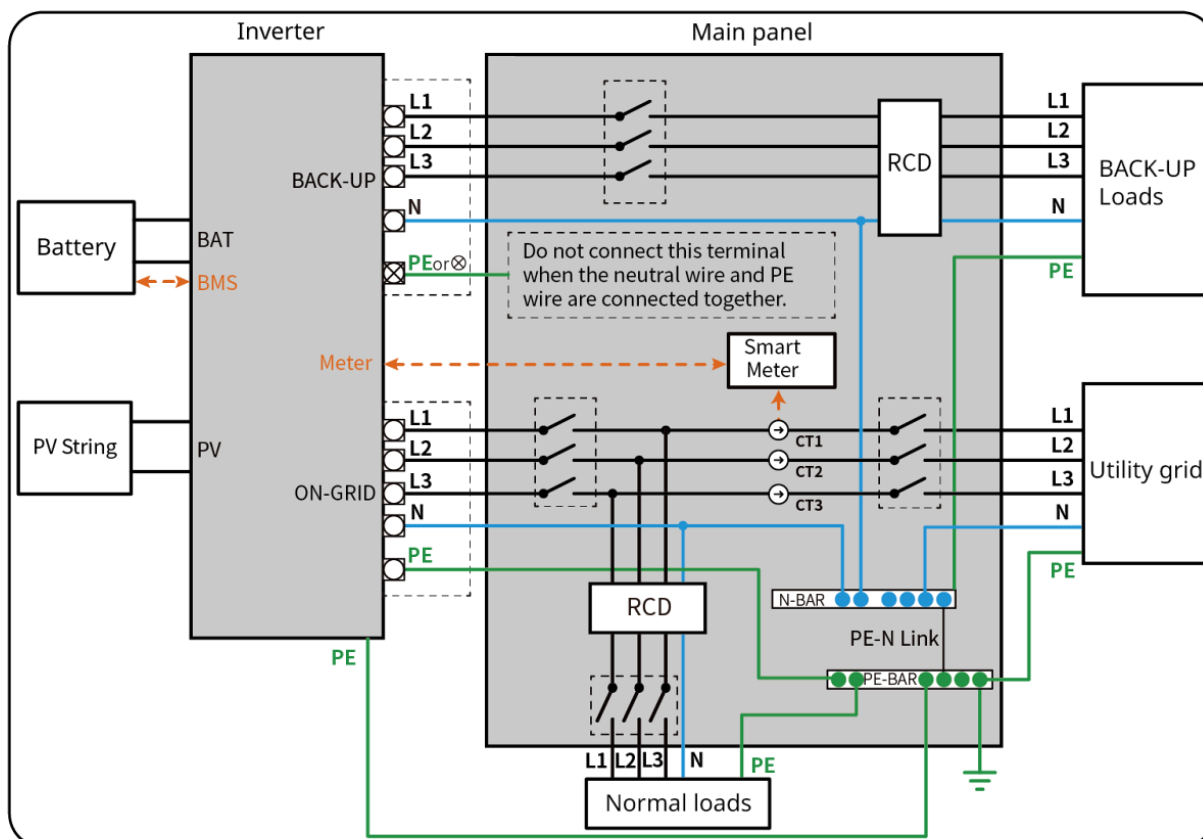 Inverter
Main panel
L1
L2
L3
BACK-UP
N
PEor⊗
RCD
L1
L2
L3
N
PE
BACK-UP
Loads
Battery
BAT
BMS
Do not connect this terminal
when the neutral wire and PE
wire are connected together.
Meter
Smart
Meter
PV String
PV
L1
L2
L3
ON-GRID
N
PE
CT1
CT2
CT3
L1
L2
L3
N
PE
Utility grid
RCD
N-BAR
PE-N Link
PE-BAR
PE
L1 L2 L3 N PE
Normal loads